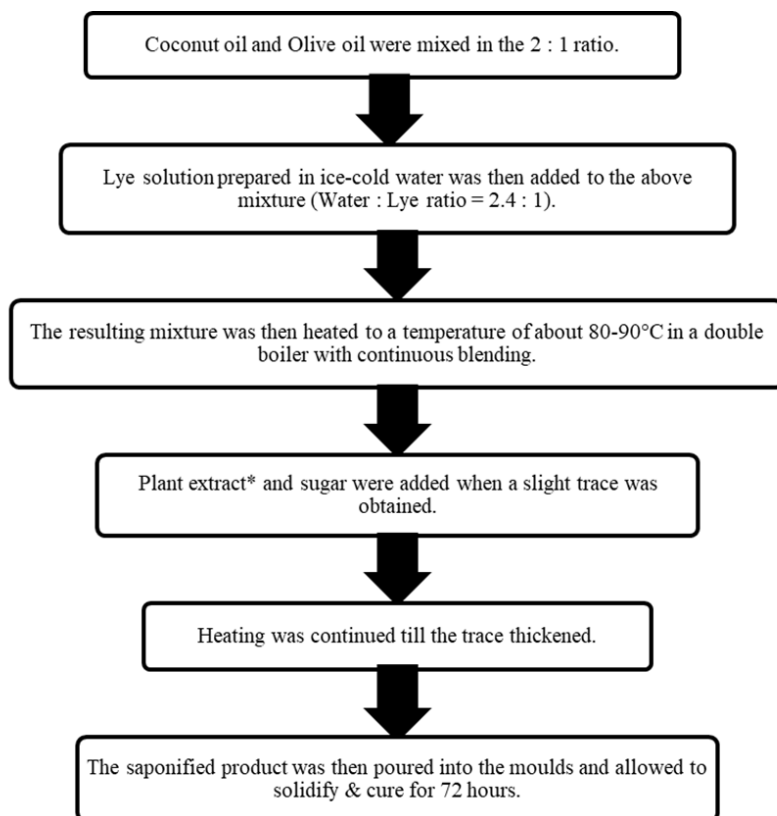 Coconut oil and Olive oil were mixed in the 2 : 1 ratio.
Lye solution prepared in ice-cold water was then added to the above
mixture (Water : Lye ratio = 2.4 : 1).
The resulting mixture was then heated to a temperature of about 80-90°C in a double
boiler with continuous blending.
Plant extract* and sugar were added when a slight trace was
obtained.
Heating was continued till the trace thickened.
The saponified product was then poured into the moulds and allowed to
solidify & cure for 72 hours.